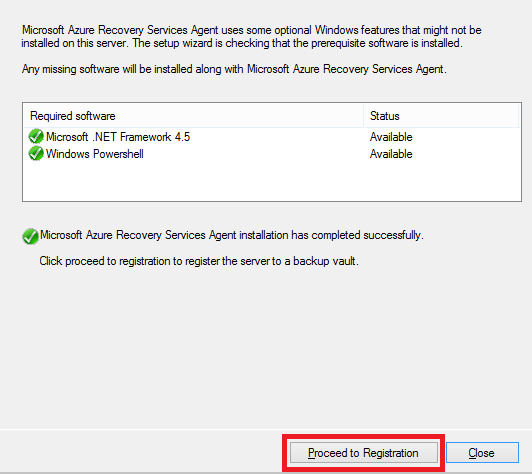 Microsoft Azure Recovery Services Agent uses some optional Windows features that might not be
installed on this server. The setup wizard is checking that the prerequisite software is installed.
Any missing software will be installed along with Microsoft Azure Recovery Services Agent.
Required software Status
Microsoft .NET Framework 4.5 Available
Windows Powershell Available
Microsoft Azure Recovery Services Agent installation has completed successfully.
Click proceed to registration to register the server to a backup vault.
Proceed to Registration Close